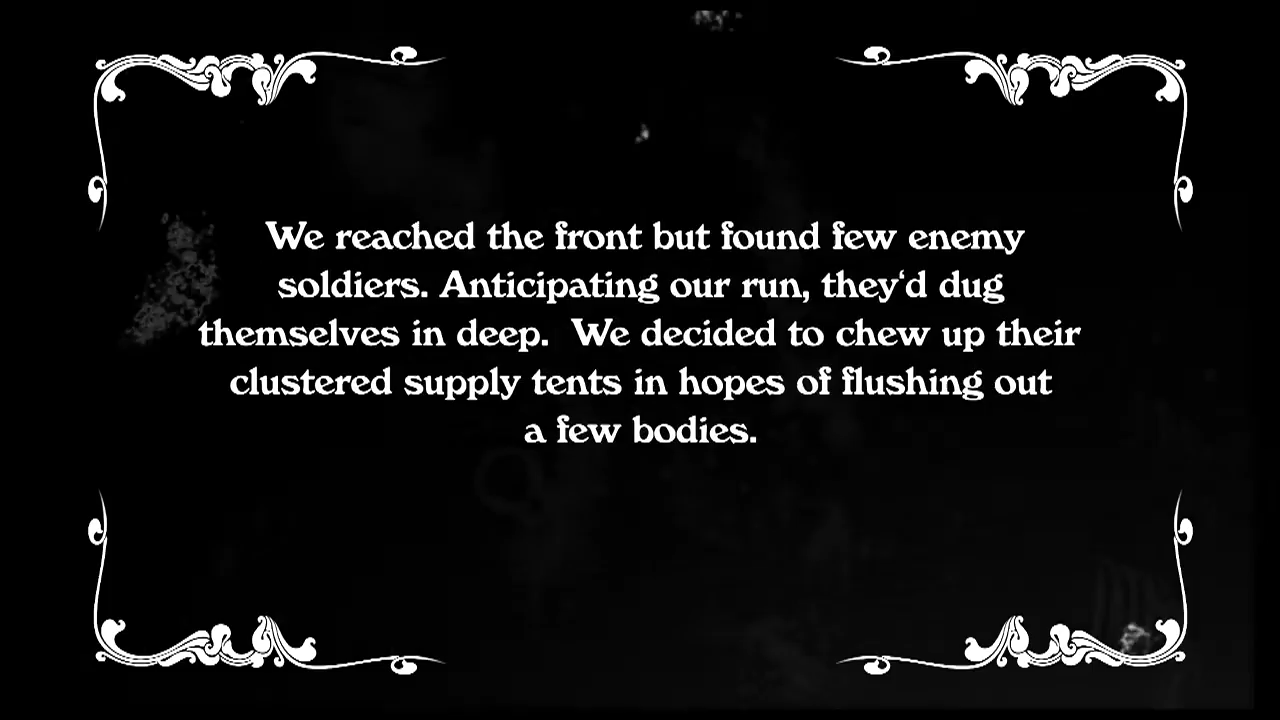 We reached the front but found few enemy
soldiers. Anticipating our run, they‘d dug
themselves in deep.  We decided to chew up their
clustered supply tents in hopes of flushing out
a few bodies.